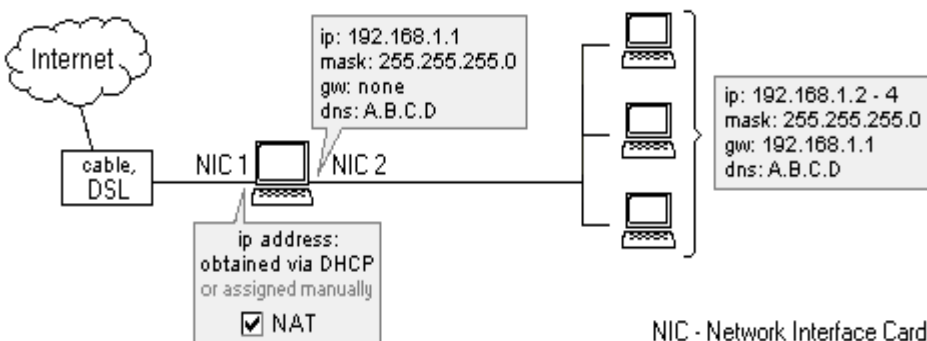 Internet
cable,
DSL
NIC 1
NIC 2
ip: 192.168.1.1
mask: 255.255.255.0
gw: none
dns: A.B.C.D
ip address:
obtained via DHCP
or assigned manually
NAT
ip: 192.168.1.2 - 4
mask: 255.255.255.0
gw: 192.168.1.1
dns: A.B.C.D
NIC - Network Interface Card